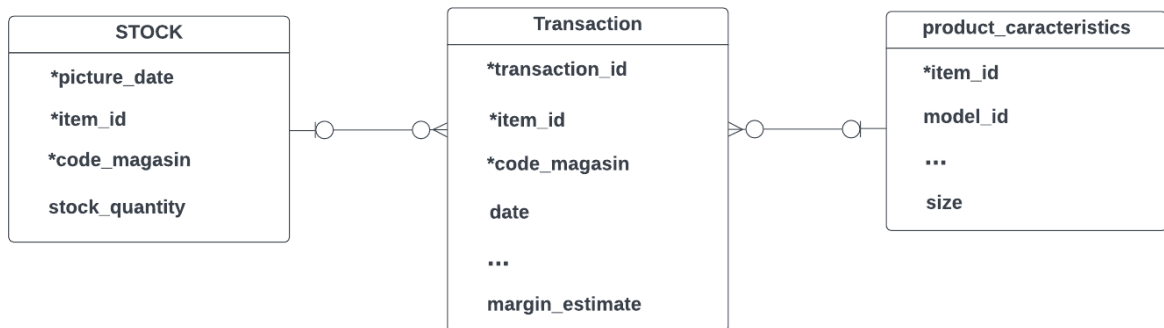 STOCK
*picture_date
*item_id
*code_magasin
stock_quantity
Transaction
*transaction_id
*item_id
*code_magasin
date
...
margin_estimate
product_caracteristics
*item_id
model_id
...
size